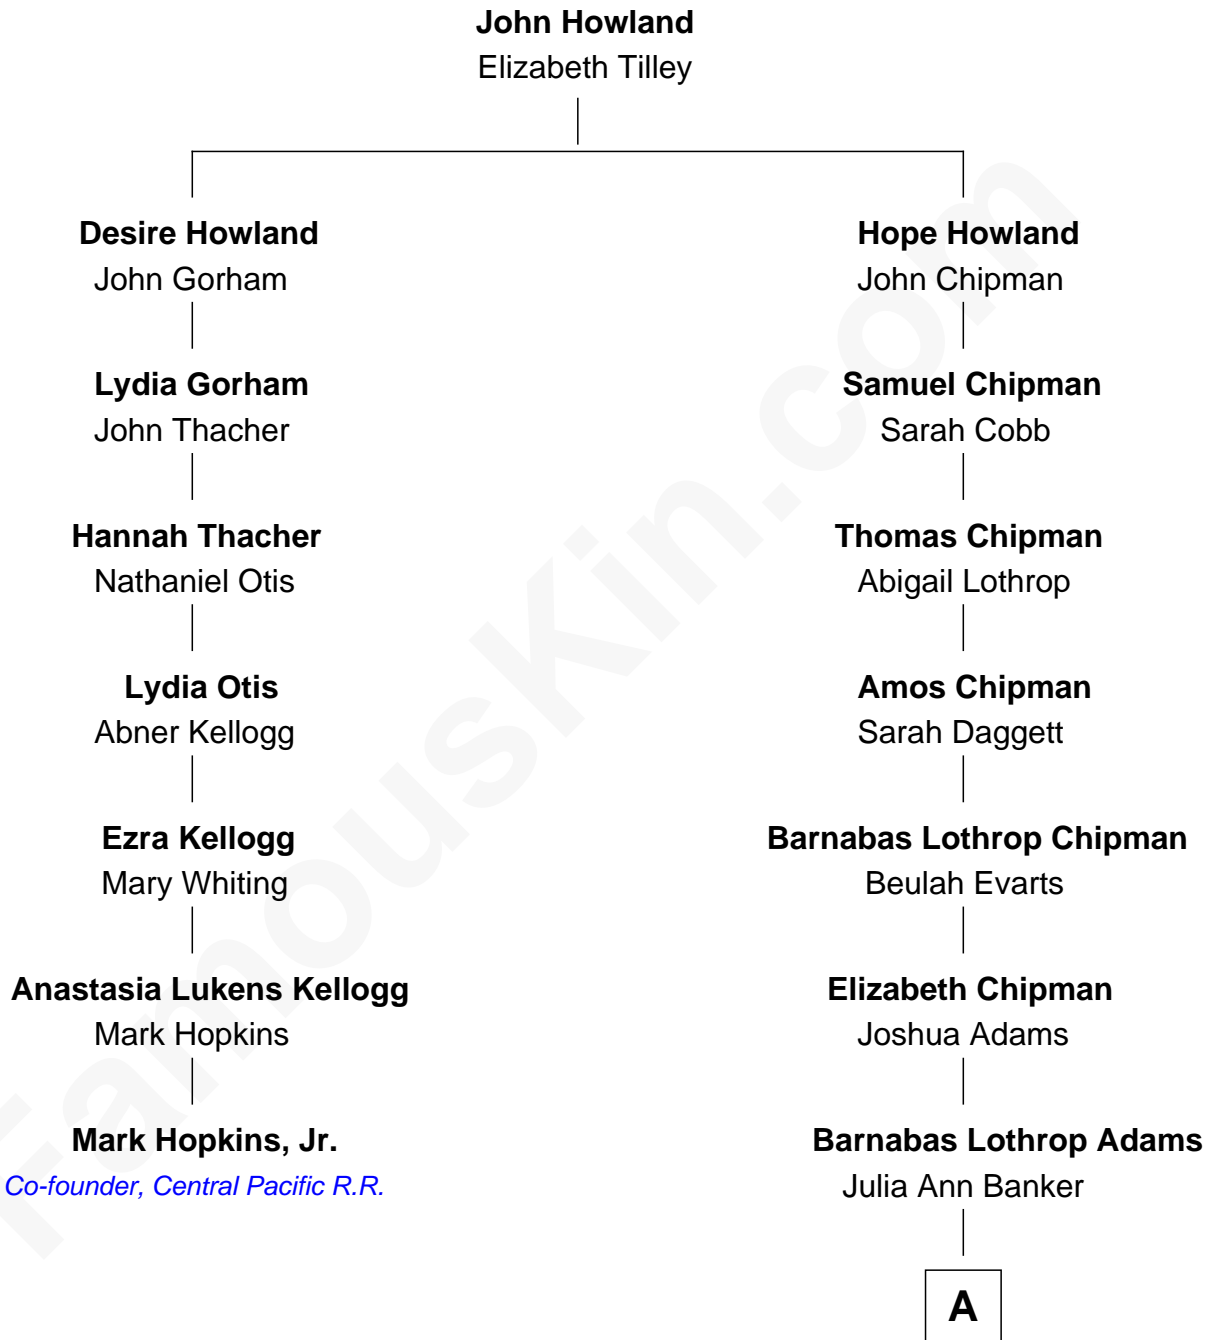 John Howland
Elizabeth Tilley
Desire Howland
John Gorham
Hope Howland
John Chipman
Lydia Gorham
John Thacher
Samuel Chipman
Sarah Cobb
Hannah Thacher
Nathaniel Otis
Thomas Chipman
Abigail Lothrop
Lydia Otis
Abner Kellogg
Amos Chipman
Sarah Daggett
Ezra Kellogg
Mary Whiting
Barnabas Lothrop Chipman
Beulah Evarts
Anastasia Lukens Kellogg
Mark Hopkins
Elizabeth Chipman
Joshua Adams
Mark Hopkins, Jr.
Co-founder, Central Pacific R.R.
Barnabas Lothrop Adams
Julia Ann Banker
A
FamousKin.com